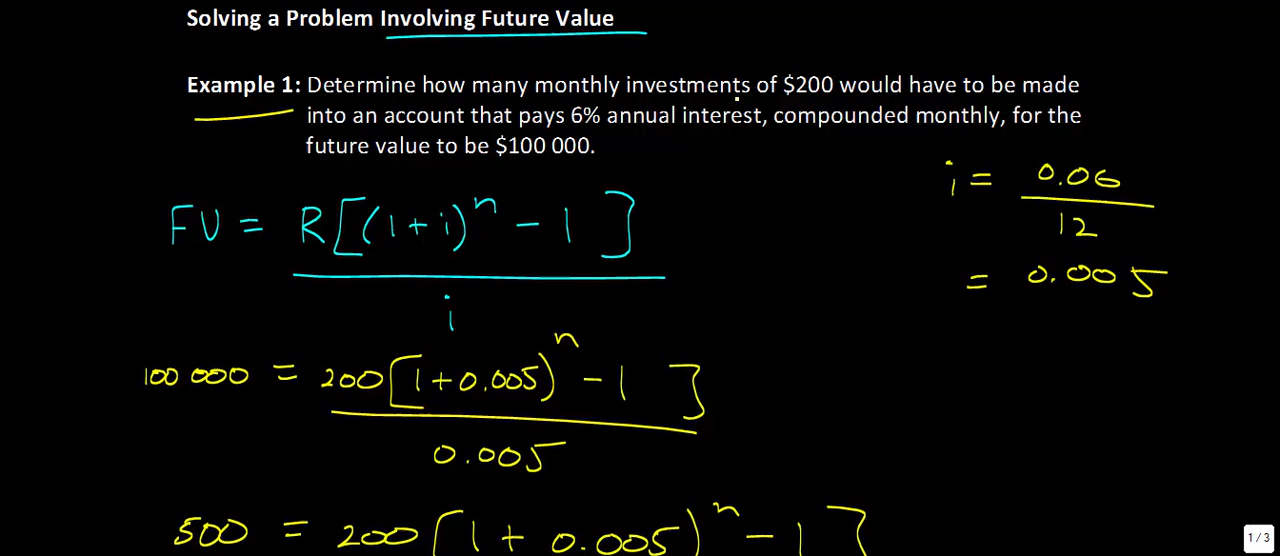 Solving a Problem Involving Future Value
Example 1: Determine how many monthly investments of $200 would have to be made
into an account that pays 6% annual interest, compounded monthly, for the
future value to be $100 000.
i = 0.06
12
= 0.005
FV = R[(1+i)^n - 1]
i
100 000 = 200[1+0.005)^n - 1]
0.005
500 = 200[1+0.005)^n - 1]
1/3